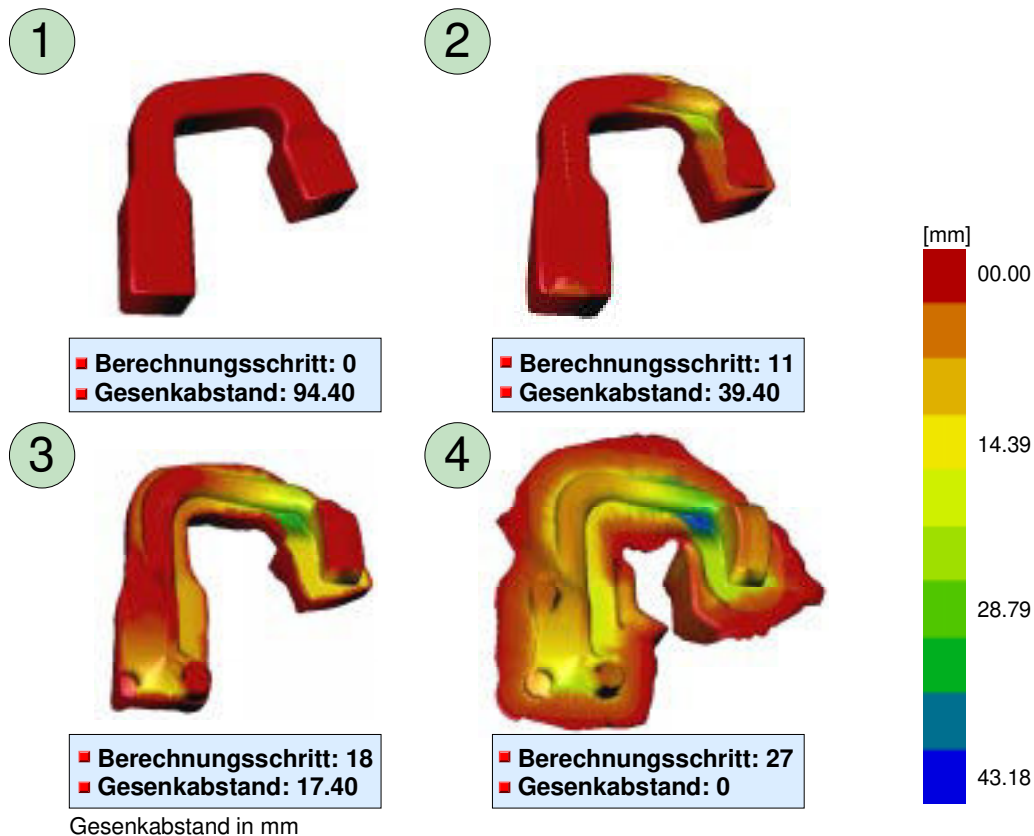 1
2
Berechnungsschritt: 0
Gesenkabstand: 94.40
Berechnungsschritt: 11
Gesenkabstand: 39.40
3
4
Berechnungsschritt: 18
Gesenkabstand: 17.40
Berechnungsschritt: 27
Gesenkabstand: 0
Gesenkabstand in mm
[mm]
00.00
14.39
28.79
43.18